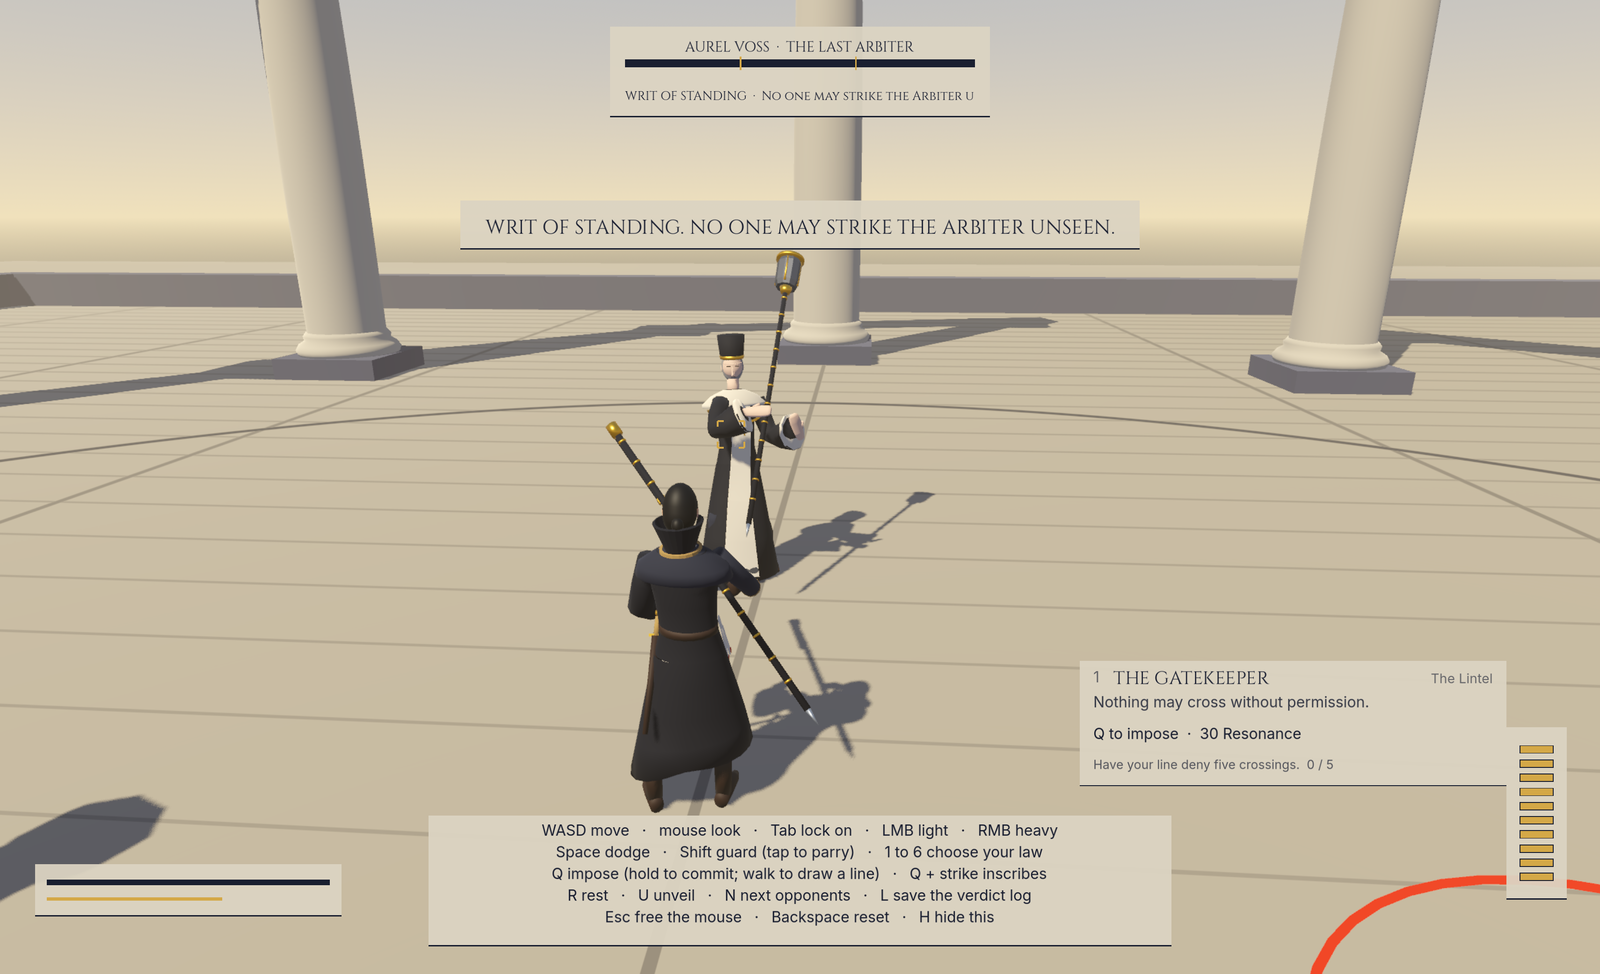 AUREL VOSS · THE LAST ARBITER
WRIT OF STANDING · No one may strike the Arbiter u
WRIT OF STANDING. NO ONE MAY STRIKE THE ARBITER UNSEEN.
1 THE GATEKEEPER The Lintel
Nothing may cross without permission.
Q to impose · 30 Resonance
Have your line deny five crossings. 0 / 5
WASD move · mouse look · Tab lock on · LMB light · RMB heavy
Space dodge · Shift guard (tap to parry) · 1 to 6 choose your law
Q impose (hold to commit; walk to draw a line) · Q + strike inscribes
R rest · U unveil · N next opponents · L save the verdict log
Esc free the mouse · Backspace reset · H hide this